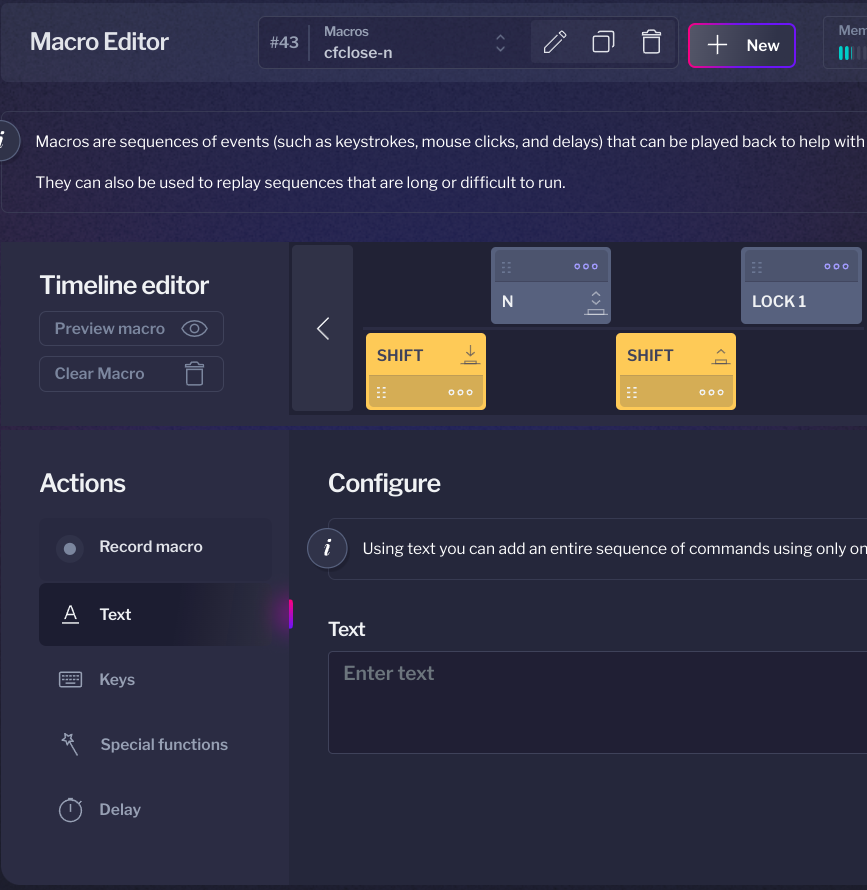 Macro Editor
#43
Macros
cfclose-n
New
Mem
i
Macros are sequences of events (such as keystrokes, mouse clicks, and delays) that can be played back to help with
They can also be used to replay sequences that are long or difficult to run.
Timeline editor
Preview macro
Clear Macro
N
LOCK 1
SHIFT
SHIFT
Actions
Record macro
A Text
Keys
Special functions
Delay
Configure
i
Using text you can add an entire sequence of commands using only on
Text
Enter text